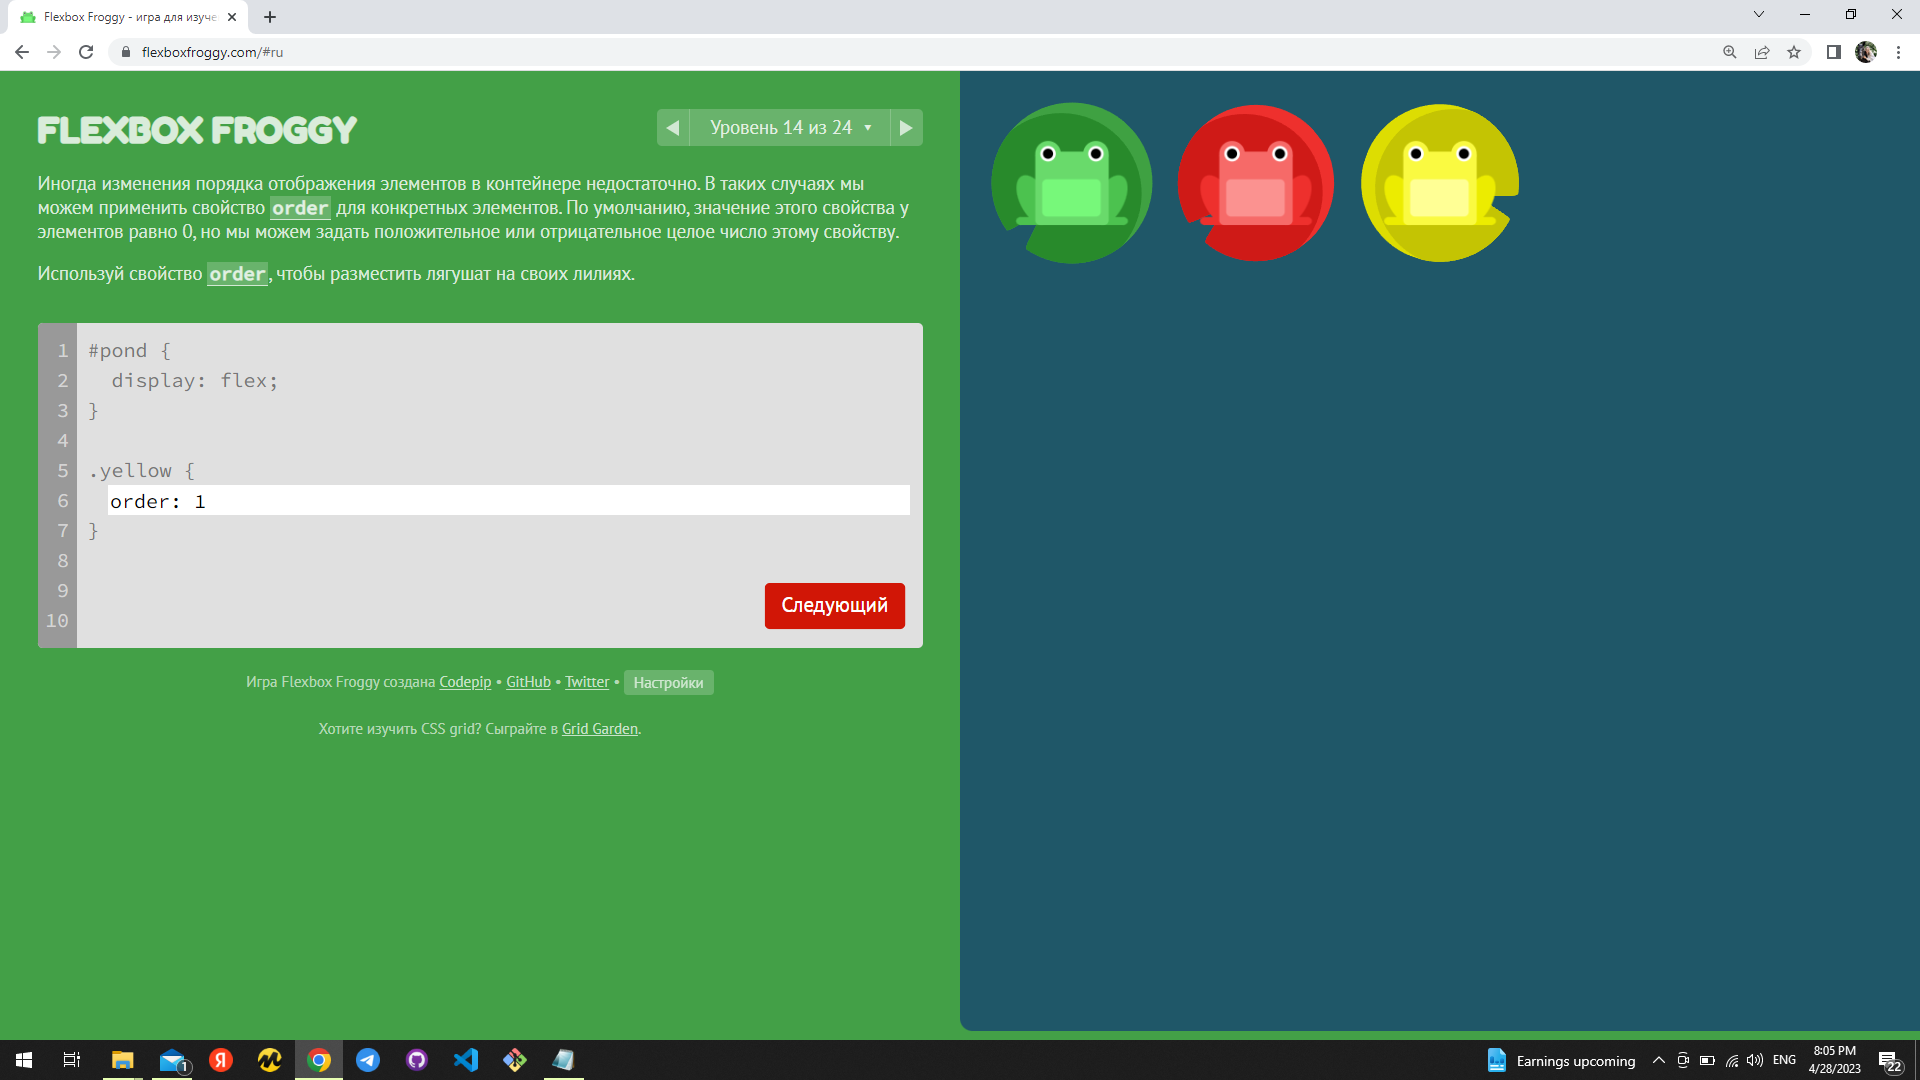 Flexbox Froggy - игра для изуче
flexboxfroggy.com/#ru
FLEXBOX FROGGY
Уровень 14 из 24
Иногда изменения порядка отображения элементов в контейнере недостаточно. В таких случаях мы
можем применить свойство order для конкретных элементов. По умолчанию, значение этого свойства у
элементов равно 0, но мы можем задать положительное или отрицательное целое число этому свойству.
Используй свойство order, чтобы разместить лягушат на своих лилиях.
1 #pond {
2 display: flex;
3 }
4
5 .yellow {
6 order: 1
7 }
8
9
10
Следующий
Игра Flexbox Froggy создана Codepip • GitHub • Twitter • Настройки
Хотите изучить CSS grid? Сыграйте в Grid Garden.
1
Я
Earnings upcoming
ENG
8:05 PM
4/28/2023
22